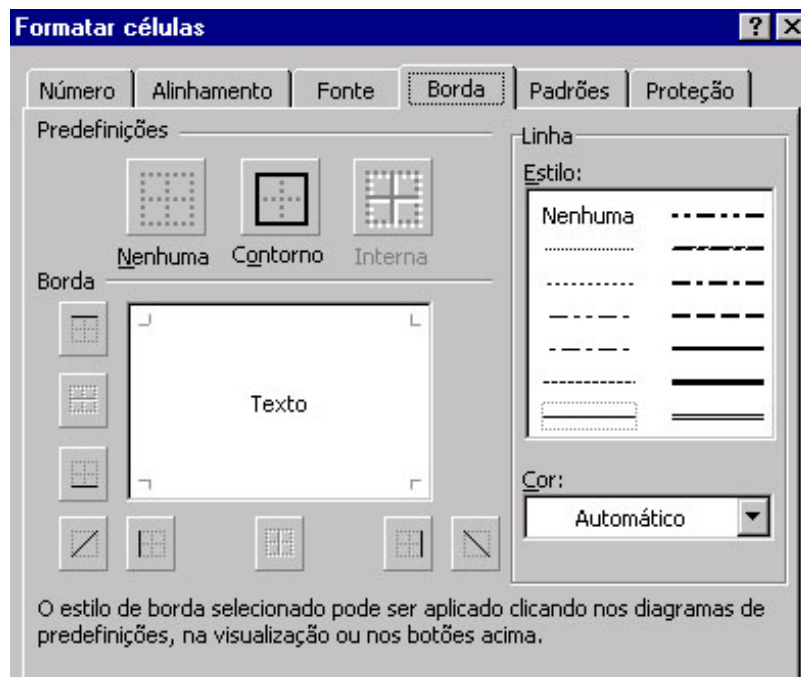 Formatar células
Número Alinhamento Fonte Borda Padrões Proteção
Predefinições
Nenhuma Contorno Interna
Borda
Texto
Linha
Estilo:
Nenhuma
Cor:
Automático
O estilo de borda selecionado pode ser aplicado clicando nos diagramas de
predefinições, na visualização ou nos botões acima.